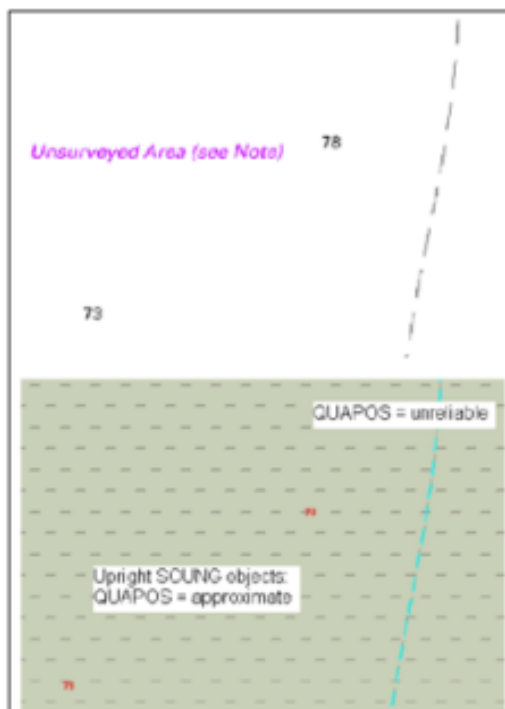 78
Unsurveyed Area (see Note)
73
QUAPOS = unreliable
Upright SOUNG objects:
QUAPOS = approximate